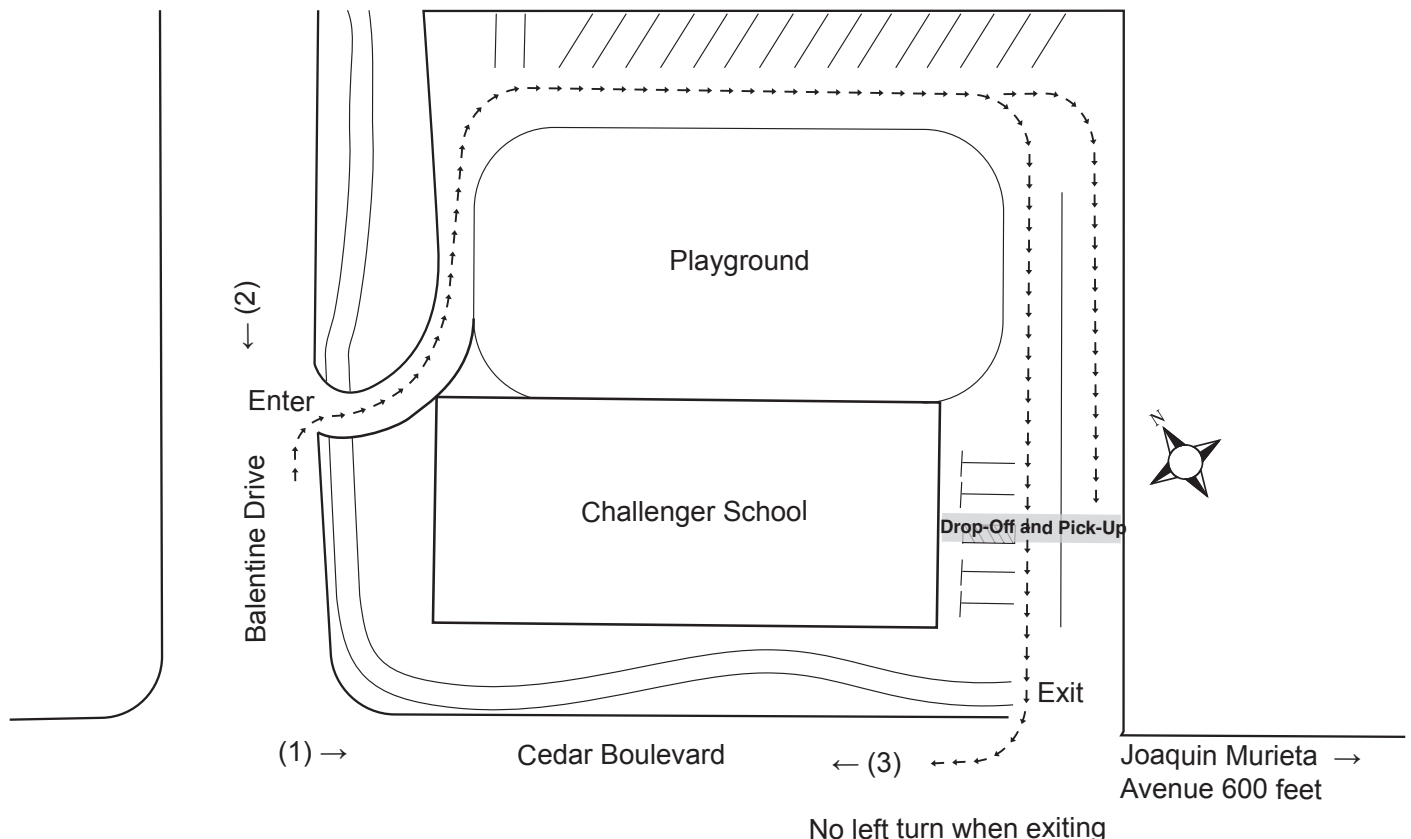 Playground
← (2)
Enter
N
Balentine Drive
Challenger School
Drop-Off and Pick-Up
Exit
(1) →
Cedar Boulevard
← (3)
Joaquin Murieta →
Avenue 600 feet
No left turn when exiting